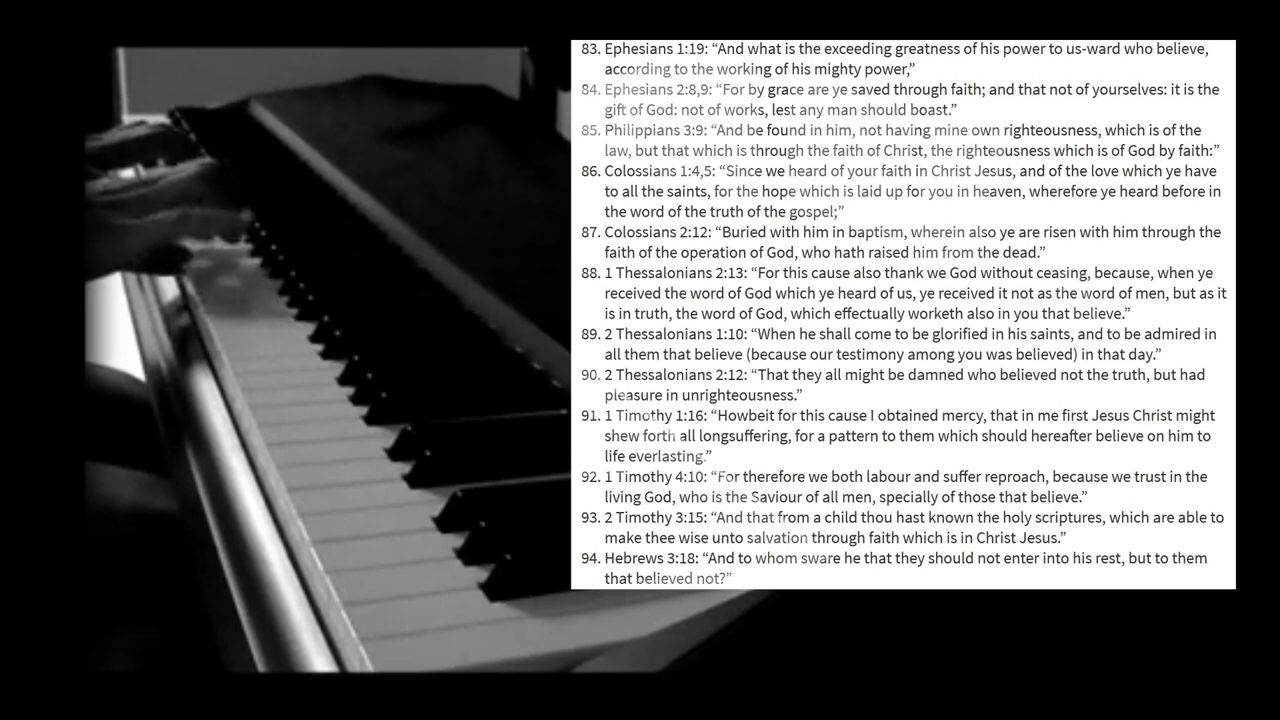 83. Ephesians 1:19: “And what is the exceeding greatness of his power to us-ward who believe,
according to the working of his mighty power,”
84. Ephesians 2:8,9: “For by grace are ye saved through faith; and that not of yourselves: it is the
gift of God: not of works, lest any man should boast.”
85. Philippians 3:9: “And be found in him, not having mine own righteousness, which is of the
law, but that which is through the faith of Christ, the righteousness which is of God by faith:”
86. Colossians 1:4,5: “Since we heard of your faith in Christ Jesus, and of the love which ye have
to all the saints, for the hope which is laid up for you in heaven, wherefore ye heard before in
the word of the truth of the gospel;”
87. Colossians 2:12: “Buried with him in baptism, wherein also ye are risen with him through the
faith of the operation of God, who hath raised him from the dead.”
88. 1 Thessalonians 2:13: “For this cause also thank we God without ceasing, because, when ye
received the word of God which ye heard of us, ye received it not as the word of men, but as it
is in truth, the word of God, which effectually worketh also in you that believe.”
89. 2 Thessalonians 1:10: “When he shall come to be glorified in his saints, and to be admired in
all them that believe (because our testimony among you was believed) in that day.”
90. 2 Thessalonians 2:12: “That they all might be damned who believed not the truth, but had
pleasure in unrighteousness.”
91. 1 Timothy 1:16: “Howbeit for this cause I obtained mercy, that in me first Jesus Christ might
shew forth all longsuffering, for a pattern to them which should hereafter believe on him to
life everlasting.”
92. 1 Timothy 4:10: “For therefore we both labour and suffer reproach, because we trust in the
living God, who is the Saviour of all men, specially of those that believe.”
93. 2 Timothy 3:15: “And that from a child thou hast known the holy scriptures, which are able to
make thee wise unto salvation through faith which is in Christ Jesus.”
94. Hebrews 3:18: “And to whom sware he that they should not enter into his rest, but to them
that believed not?”